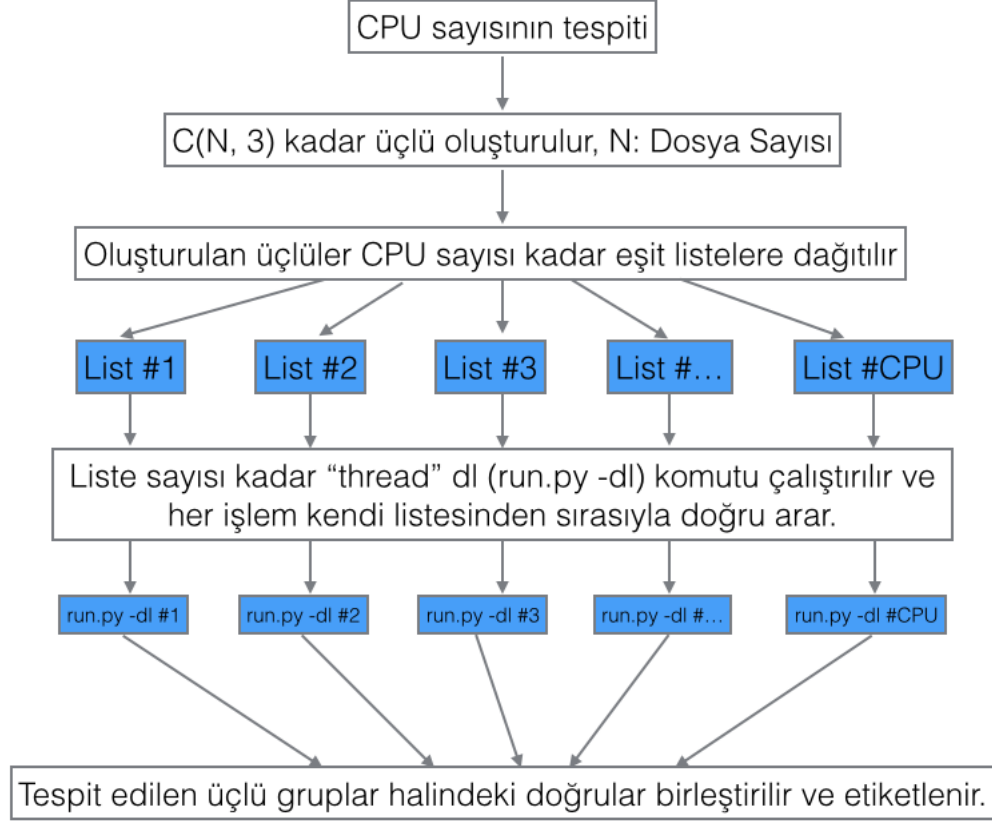 CPU sayısının tespiti
C(N, 3) kadar üçlü oluşturulur, N: Dosya Sayısı
Oluşturulan üçlüler CPU sayısı kadar eşit listelere dağıtılır
List #1
List #2
List #3
List #…
List #CPU
Liste sayısı kadar “thread” dl (run.py -dl) komutu çalıştırılır ve
her işlem kendi listesinden sırasıyla doğru arar.
run.py -dl #1
run.py -dl #2
run.py -dl #3
run.py -dl #…
run.py -dl #CPU
Tespit edilen üçlü gruplar halindeki doğrular birleştirilir ve etiketlenir.